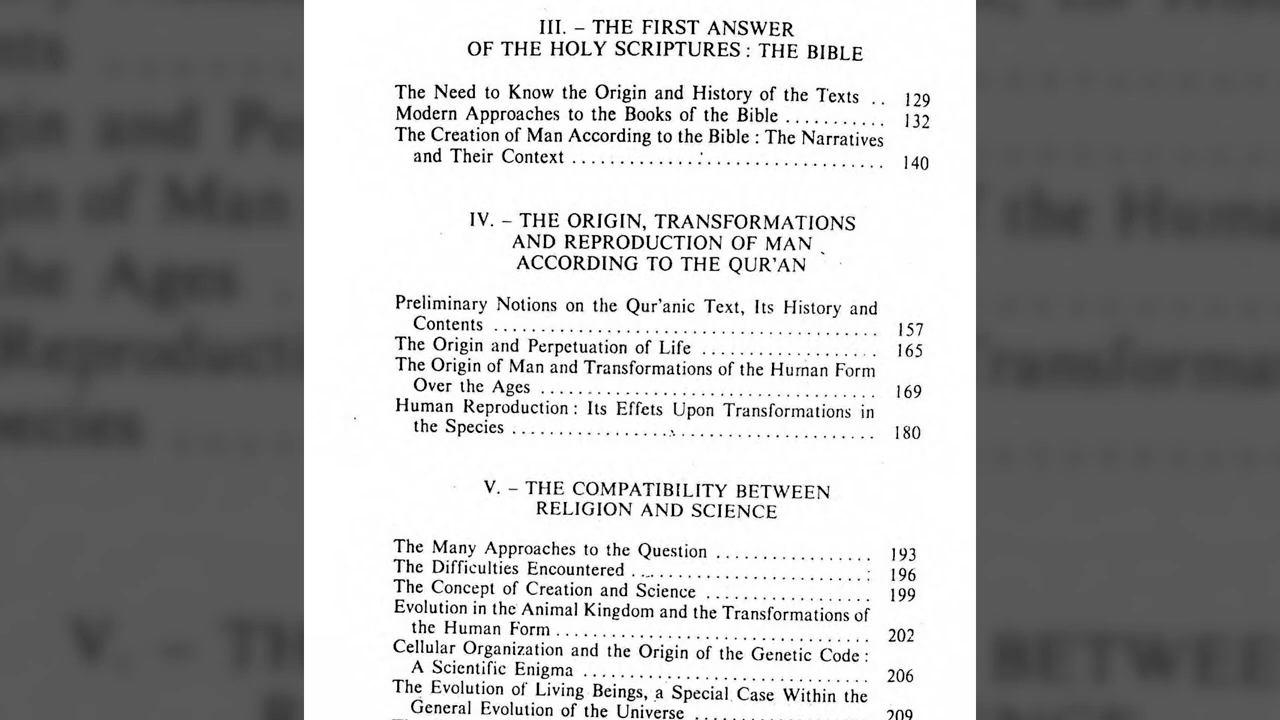 III. – THE FIRST ANSWER
OF THE HOLY SCRIPTURES : THE BIBLE
The Need to Know the Origin and History of the Texts .. 129
Modern Approaches to the Books of the Bible ........... 132
The Creation of Man According to the Bible : The Narratives
and Their Context ................................. 140
IV. – THE ORIGIN, TRANSFORMATIONS
AND REPRODUCTION OF MAN
ACCORDING TO THE QUR'AN
Preliminary Notions on the Qur'anic Text, Its History and
Contents ......................................... 157
The Origin and Perpetuation of Life ................... 165
The Origin of Man and Transformations of the Human Form
Over the Ages .................................... 169
Human Reproduction : Its Effets Upon Transformations in
the Species ....................................... 180
V. – THE COMPATIBILITY BETWEEN
RELIGION AND SCIENCE
The Many Approaches to the Question ................. 193
The Difficulties Encountered .......................... 196
The Concept of Creation and Science .................. 199
Evolution in the Animal Kingdom and the Transformations of
the Human Form .................................. 202
Cellular Organization and the Origin of the Genetic Code :
A Scientific Enigma ................................ 206
The Evolution of Living Beings, a Special Case Within the
General Evolution of the Universe ................... 209